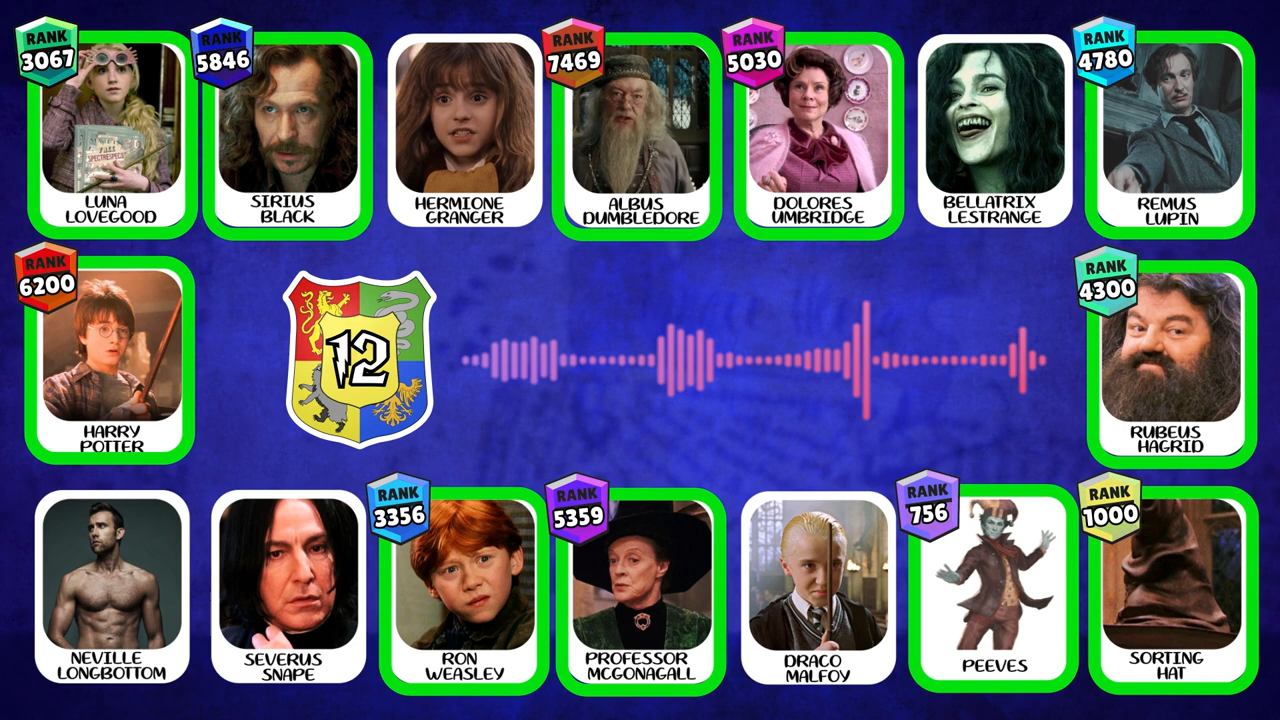 RANK
3067
LUNA
LOVEGOOD
FREE
SPECTRESPECS
RANK
5846
SIRIUS
BLACK
HERMIONE
GRANGER
RANK
7469
ALBUS
DUMBLEDORE
RANK
5030
DOLORES
UMBRIDGE
BELLATRIX
LESTRANGE
RANK
4780
REMUS
LUPIN
RANK
6200
HARRY
POTTER
12
RANK
4300
RUBEUS
HAGRID
NEVILLE
LONGBOTTOM
SEVERUS
SNAPE
RANK
3356
RON
WEASLEY
RANK
5359
PROFESSOR
MCGONAGALL
DRACO
MALFOY
RANK
756
PEEVES
RANK
1000
SORTING
HAT